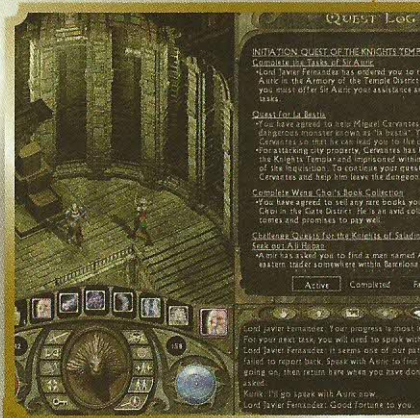 QUEST LOG
INITIATION QUEST OF THE KNIGHTS TEMP
Complete the Tasks of Sir Auric
•Lord Javier Fernandez has ordered you to
Auric in the Armory of the Temple District
you must offer Sir Auric your assistance
tasks.
Quest for La Bestia
•You have agreed to help Miguel Cervantes
dangerous monster known as "la bestia".
Cervantes so that he can lead you to the
•For attacking city property, Cervantes has
the Knights Templar and imprisoned within
of the Inquisition. To continue your quest
Cervantes and help him leave the dungeon.
Complete Weng Choi's Book Collection
•You have agreed to sell any rare books you
Choi in the Gate District. He is an avid
tomes and promises to pay well.
Challenge Quests for the Knights of Saladin
Seek out Ali Hasan
•Amir has asked you to find a man named
eastern trader somewhere within Barcelona
Active Completed
Lord Javier Fernandez: Your progress is most
For your next task, you will need to speak with
Lord Javier Fernandez: It seems one of our
failed to report back. Speak with Auric to find
going on, then return here when you have done
asked.
Kurik: I'll go speak with Auric now.
Lord Javier Fernandez: Good fortune to you